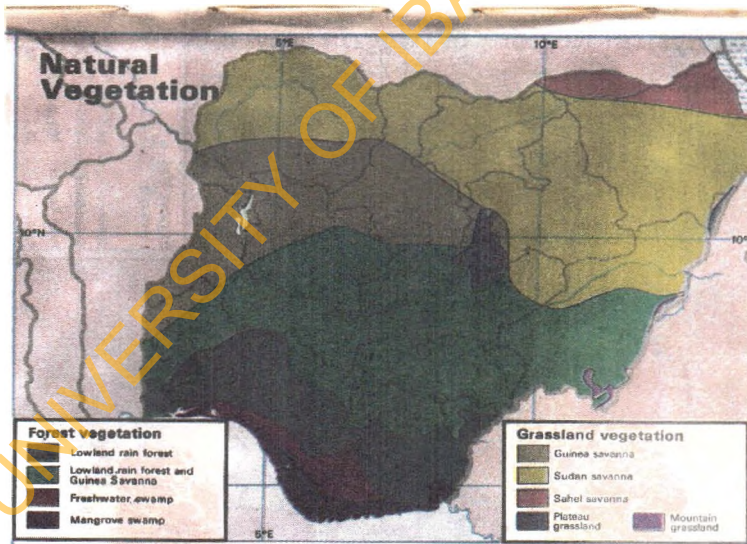 Natural
Vegetation
5°E
10°E
10°N
10°
UNIVERSITY OF IBA
Forest vegetation
Lowland rain forest
Lowland rain forest and
Guinea Savanna
Freshwater swamp
Mangrove swamp
5°E
Grassland vegetation
Guinea savanna
Sudan savanna
Sahel savanna
Plateau
grassland
Mountain
grassland